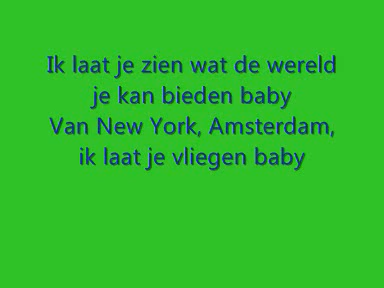 Ik laat je zien wat de wereld
je kan bieden baby
Van New York, Amsterdam,
ik laat je vliegen baby